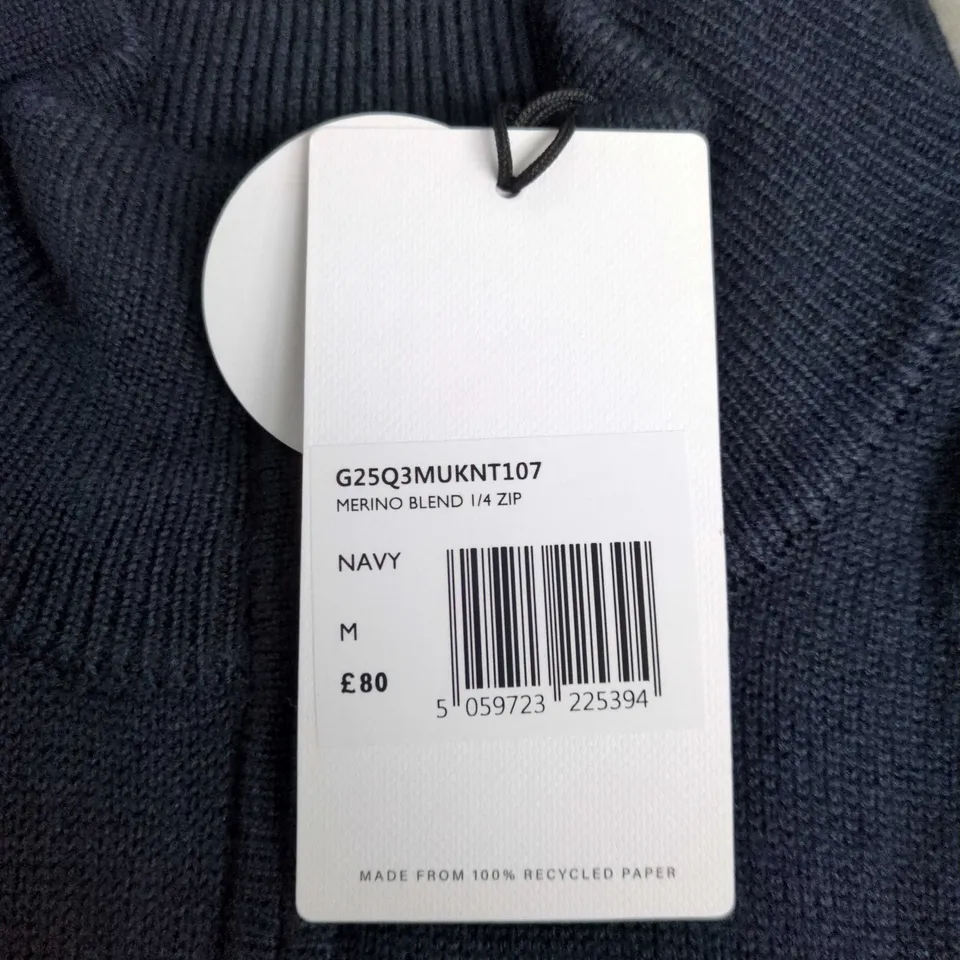 G25Q3MUKNT107
MERINO BLEND 1/4 ZIP
NAVY
M
£80
5 059723 225394
MADE FROM 100% RECYCLED PAPER